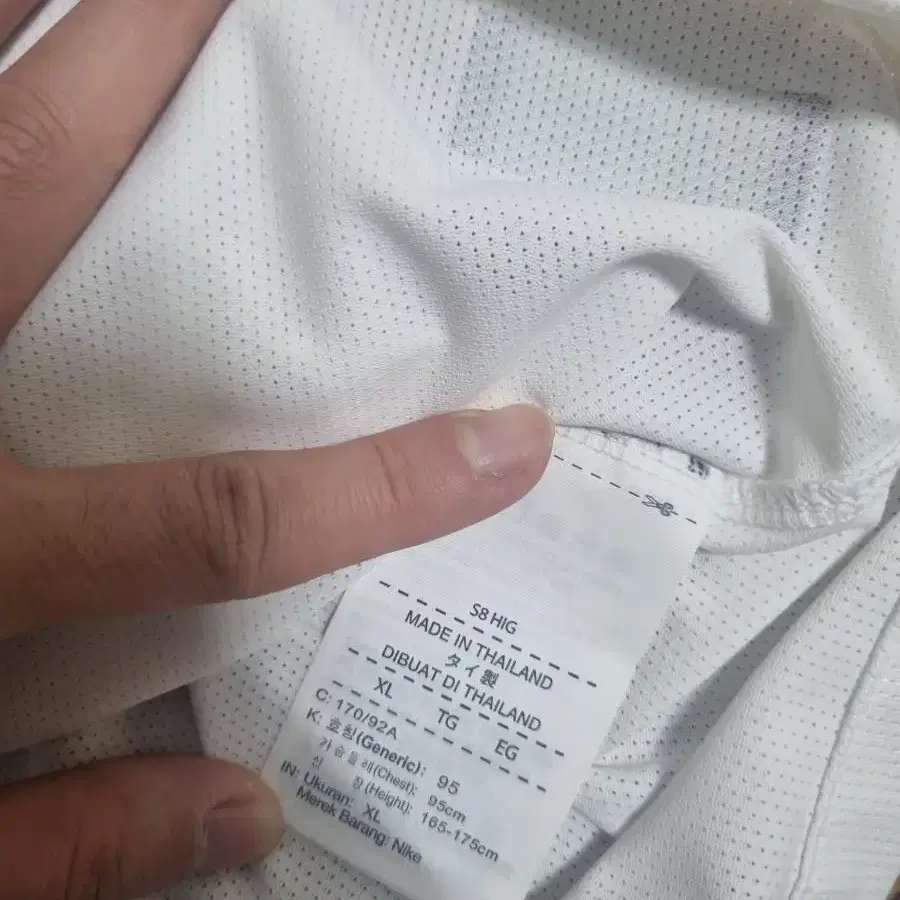 S8 HIG
MADE IN THAILAND
タイ製
DIBUAT DI THAILAND
XL TG EG
C: 170/92A
K: 호칭(Generic): 95
가슴둘레(Chest): 95cm
신 장(Height): 165-175cm
IN: Ukuran: XL
Merek Barang: Nike